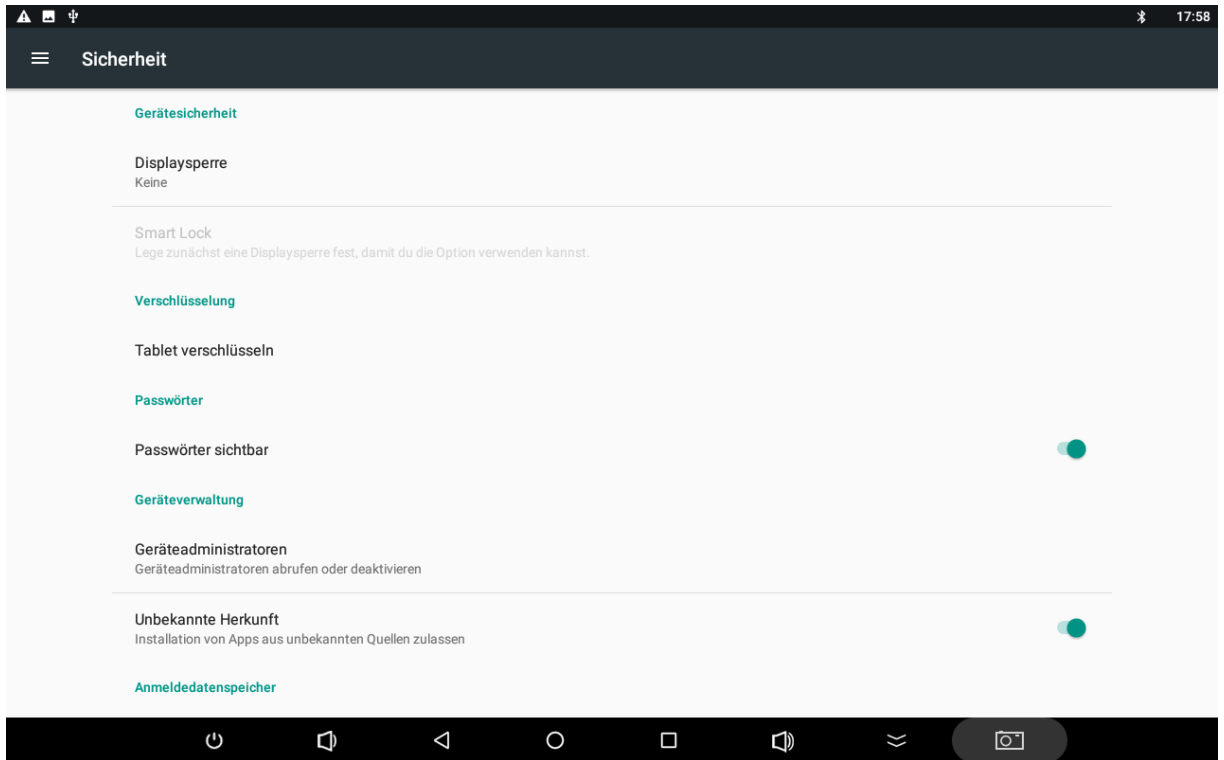 17:58
Sicherheit
Gerätesicherheit
Displaysperre
Keine
Smart Lock
Lege zunächst eine Displaysperre fest, damit du die Option verwenden kannst.
Verschlüsselung
Tablet verschlüsseln
Passwörter
Passwörter sichtbar
Geräteverwaltung
Geräteadministratoren
Geräteadministratoren abrufen oder deaktivieren
Unbekannte Herkunft
Installation von Apps aus unbekannten Quellen zulassen
Anmeldedatenspeicher